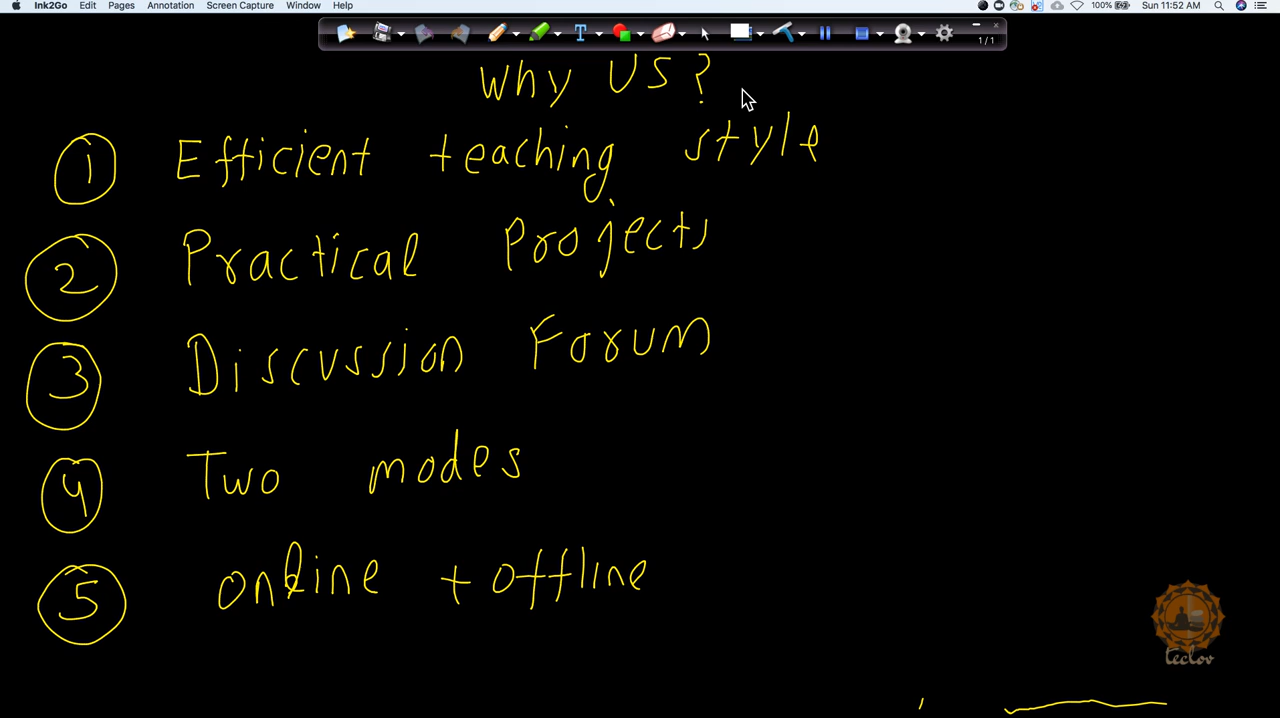 Ink2Go Edit Pages Annotation Screen Capture Window Help 100% Sun 11:52 AM
1/1
Why US?
1 Efficient teaching style
2 Practical Projects
3 Discussion Forum
4 Two modes
5 online + offline
teclov